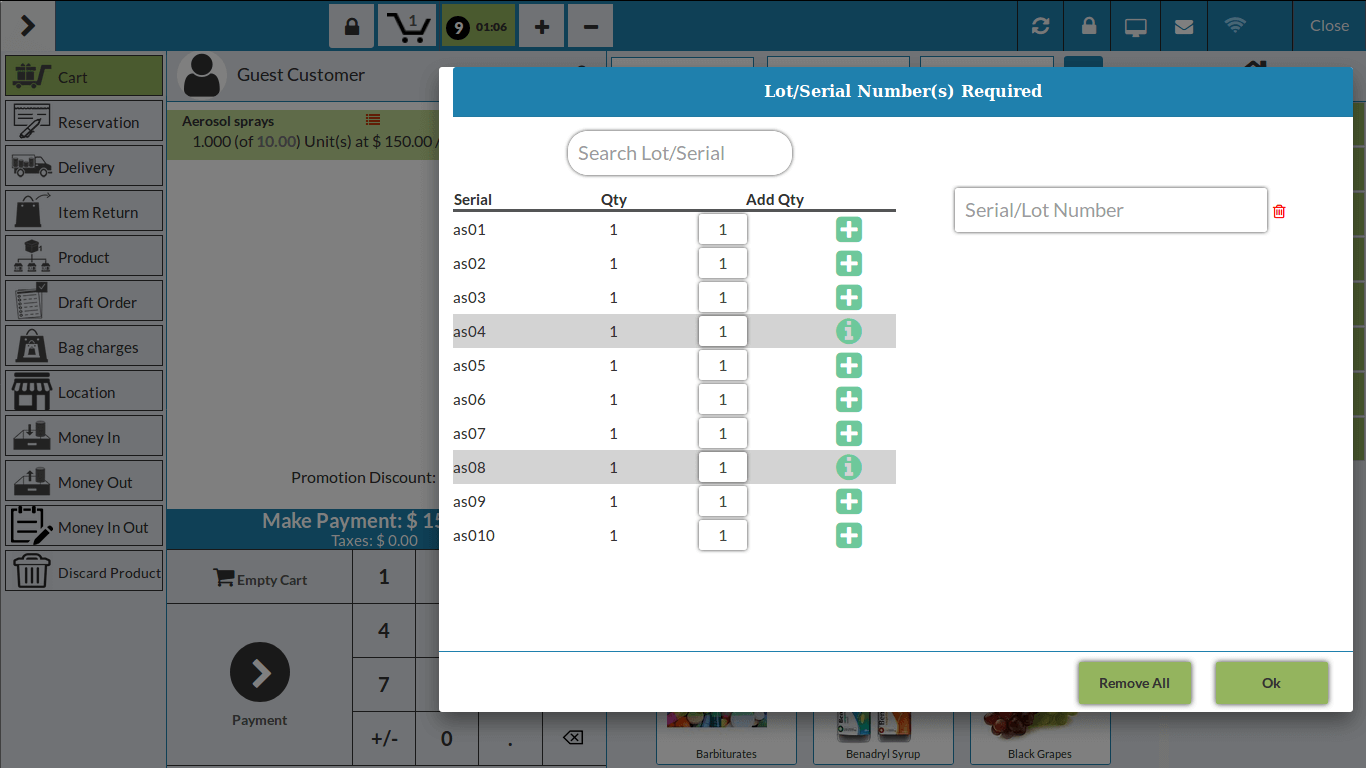 1
9
01:06
Close
Cart
Reservation
Delivery
Item Return
Product
Draft Order
Bag charges
Location
Money In
Money Out
Money In Out
Discard Product
Guest Customer
Aerosol sprays
1.000 (of 10.00) Unit(s) at $ 150.00 /
Promotion Discount:
Make Payment: $ 15
Taxes: $ 0.00
Empty Cart
1
4
7
+/-
0
.
Payment
Lot/Serial Number(s) Required
Search Lot/Serial
Serial Qty Add Qty
as01 1 1
as02 1 1
as03 1 1
as04 1 1
as05 1 1
as06 1 1
as07 1 1
as08 1 1
as09 1 1
as010 1 1
Serial/Lot Number
Remove All
Ok
Barbiturates
Benadryl Syrup
Black Grapes